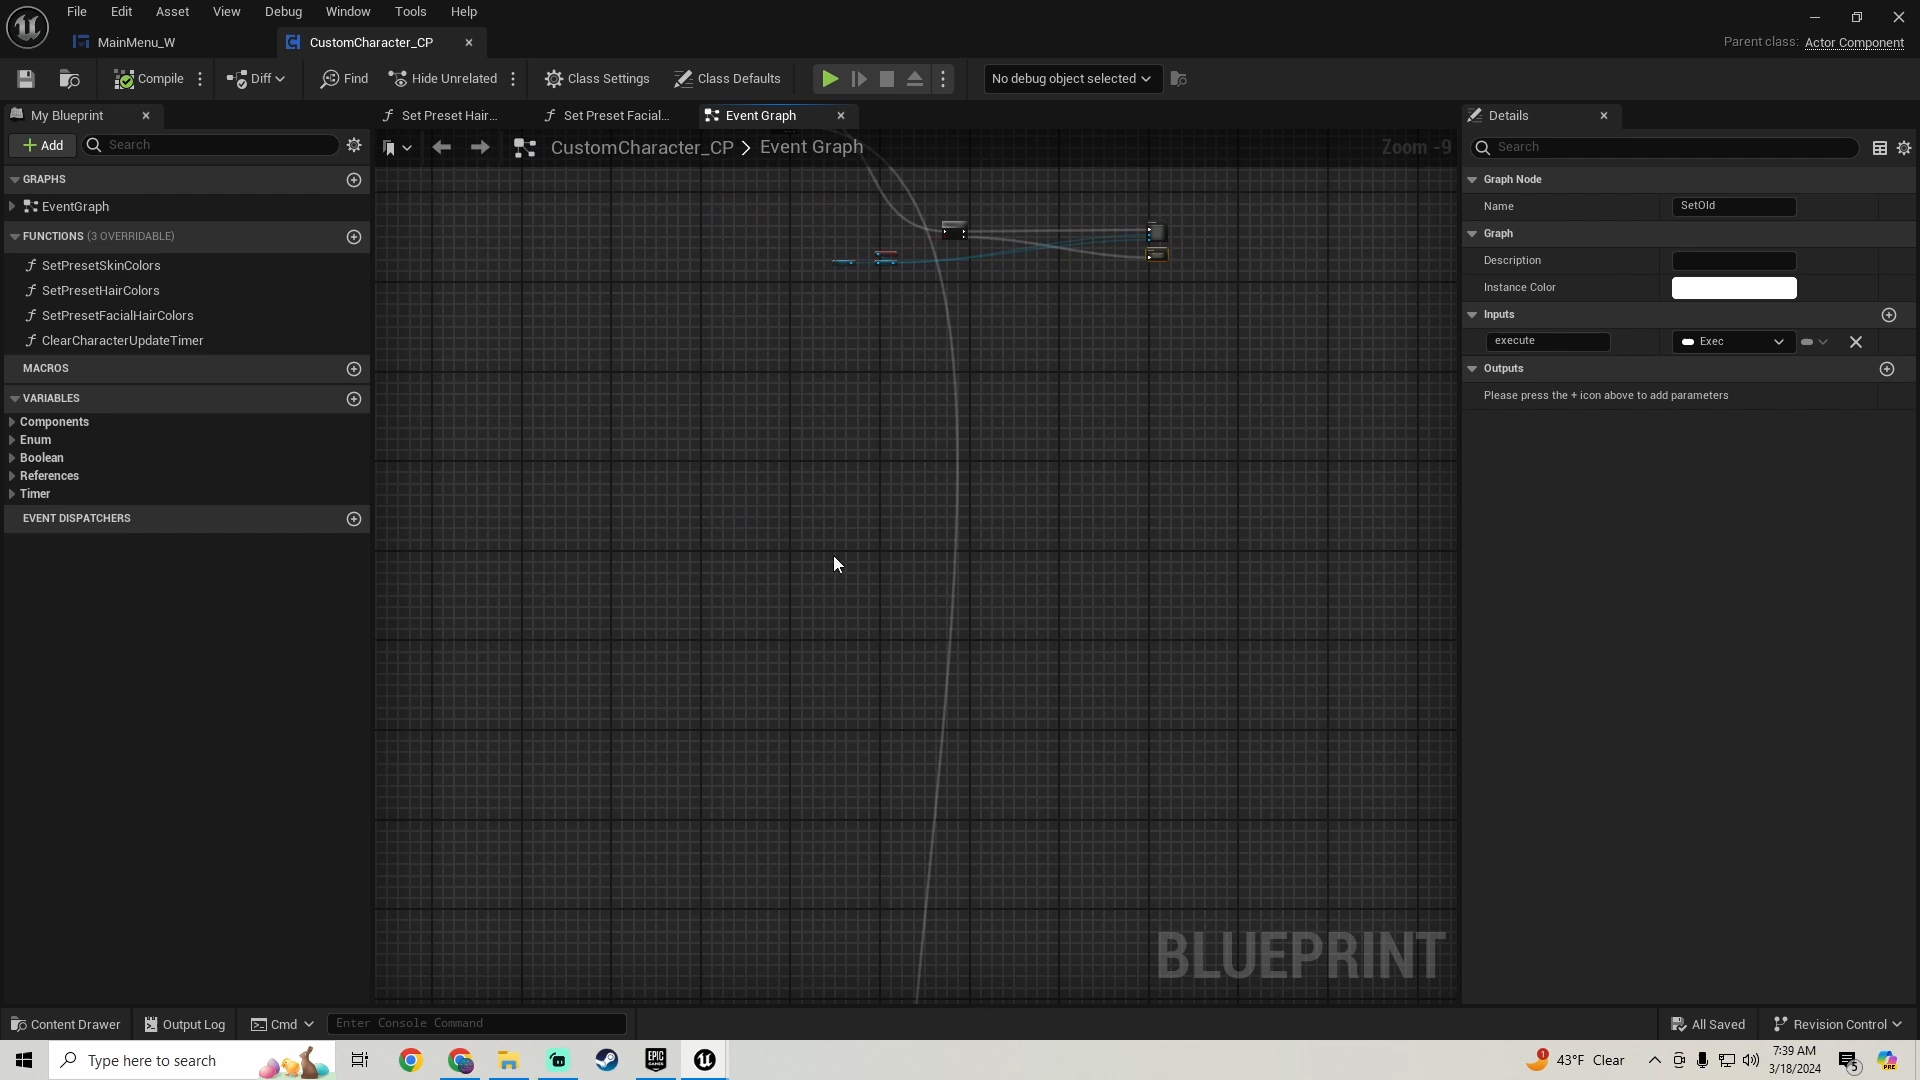 File Edit Asset View Debug Window Tools Help
MainMenu_W CustomCharacter_CP Parent class: Actor Component
Compile Diff Find Hide Unrelated Class Settings Class Defaults No debug object selected
My Blueprint Set Preset Hair... Set Preset Facial... Event Graph Details
Add Search CustomCharacter_CP > Event Graph Zoom -9 Search
GRAPHS
EventGraph
FUNCTIONS (3 OVERRIDABLE)
SetPresetSkinColors
SetPresetHairColors
SetPresetFacialHairColors
ClearCharacterUpdateTimer
MACROS
VARIABLES
Components
Enum
Boolean
References
Timer
EVENT DISPATCHERS
Graph Node
Name SetOld
Graph
Description
Instance Color
Inputs
execute Exec
Outputs
Please press the + icon above to add parameters
BLUEPRINT
Content Drawer Output Log Cmd Enter Console Command All Saved Revision Control
Type here to search EPIC GAMES 1 43°F Clear 7:39 AM 5 PRE
3/18/2024